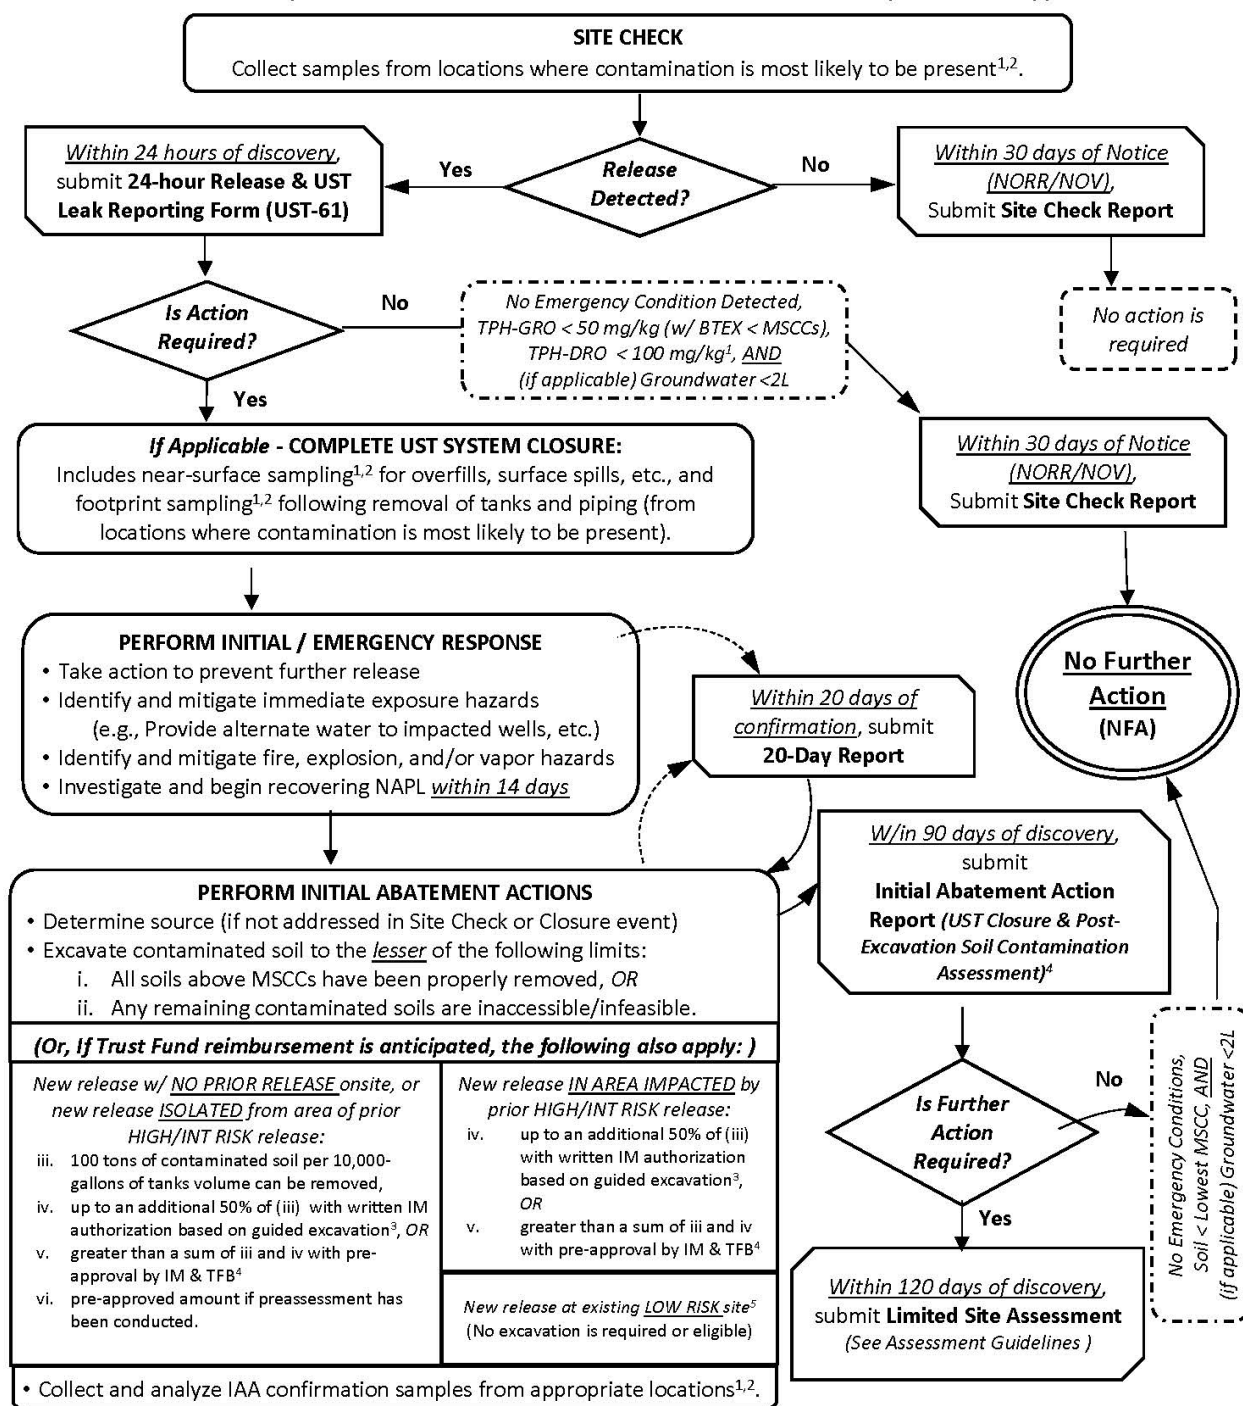 SITE CHECK
Collect samples from locations where contamination is most likely to be present1,2.
Within 24 hours of discovery,
submit 24-hour Release & UST
Leak Reporting Form (UST-61)
Yes
Release
Detected?
No
Within 30 days of Notice
(NORR/NOV),
Submit Site Check Report
Is Action
Required?
No
No Emergency Condition Detected,
TPH-GRO < 50 mg/kg (w/ BTEX < MSCCs),
TPH-DRO < 100 mg/kg1, AND
(if applicable) Groundwater <2L
No action is
required
Yes
If Applicable - COMPLETE UST SYSTEM CLOSURE:
Includes near-surface sampling1,2 for overfills, surface spills, etc., and
footprint sampling1,2 following removal of tanks and piping (from
locations where contamination is most likely to be present).
Within 30 days of Notice
(NORR/NOV),
Submit Site Check Report
PERFORM INITIAL / EMERGENCY RESPONSE
• Take action to prevent further release
• Identify and mitigate immediate exposure hazards
(e.g., Provide alternate water to impacted wells, etc.)
• Identify and mitigate fire, explosion, and/or vapor hazards
• Investigate and begin recovering NAPL within 14 days
Within 20 days of
confirmation, submit
20-Day Report
No Further
Action
(NFA)
PERFORM INITIAL ABATEMENT ACTIONS
• Determine source (if not addressed in Site Check or Closure event)
• Excavate contaminated soil to the lesser of the following limits:
i. All soils above MSCCs have been properly removed, OR
ii. Any remaining contaminated soils are inaccessible/infeasible.
(Or, If Trust Fund reimbursement is anticipated, the following also apply: )
New release w/ NO PRIOR RELEASE onsite, or
new release ISOLATED from area of prior
HIGH/INT RISK release:
iii. 100 tons of contaminated soil per 10,000-
gallons of tanks volume can be removed,
iv. up to an additional 50% of (iii) with written IM
authorization based on guided excavation3, OR
v. greater than a sum of iii and iv with pre-
approval by IM & TFB4
vi. pre-approved amount if preassessment has
been conducted.
New release IN AREA IMPACTED by
prior HIGH/INT RISK release:
iv. up to an additional 50% of (iii)
with written IM authorization
based on guided excavation3,
OR
v. greater than a sum of iii and iv
with pre-approval by IM & TFB4
New release at existing LOW RISK site5
(No excavation is required or eligible)
• Collect and analyze IAA confirmation samples from appropriate locations1,2.
W/in 90 days of discovery,
submit
Initial Abatement Action
Report (UST Closure & Post-
Excavation Soil Contamination
Assessment)4
Is Further
Action
Required?
No
No Emergency Conditions,
Soil < Lowest MSCC, AND
(if applicable) Groundwater <2L
Yes
Within 120 days of discovery,
submit Limited Site Assessment
(See Assessment Guidelines )